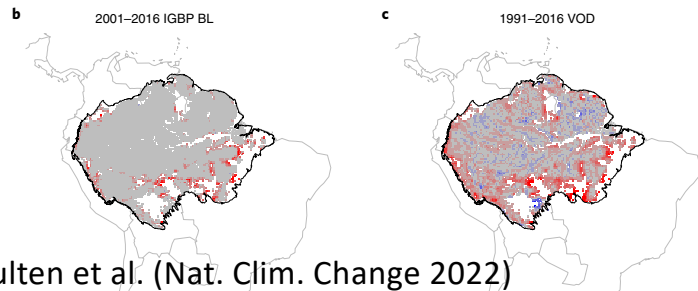 b 2001–2016 IGBP BL
c 1991–2016 VOD
ulten et al. (Nat. Clim. Change 2022)